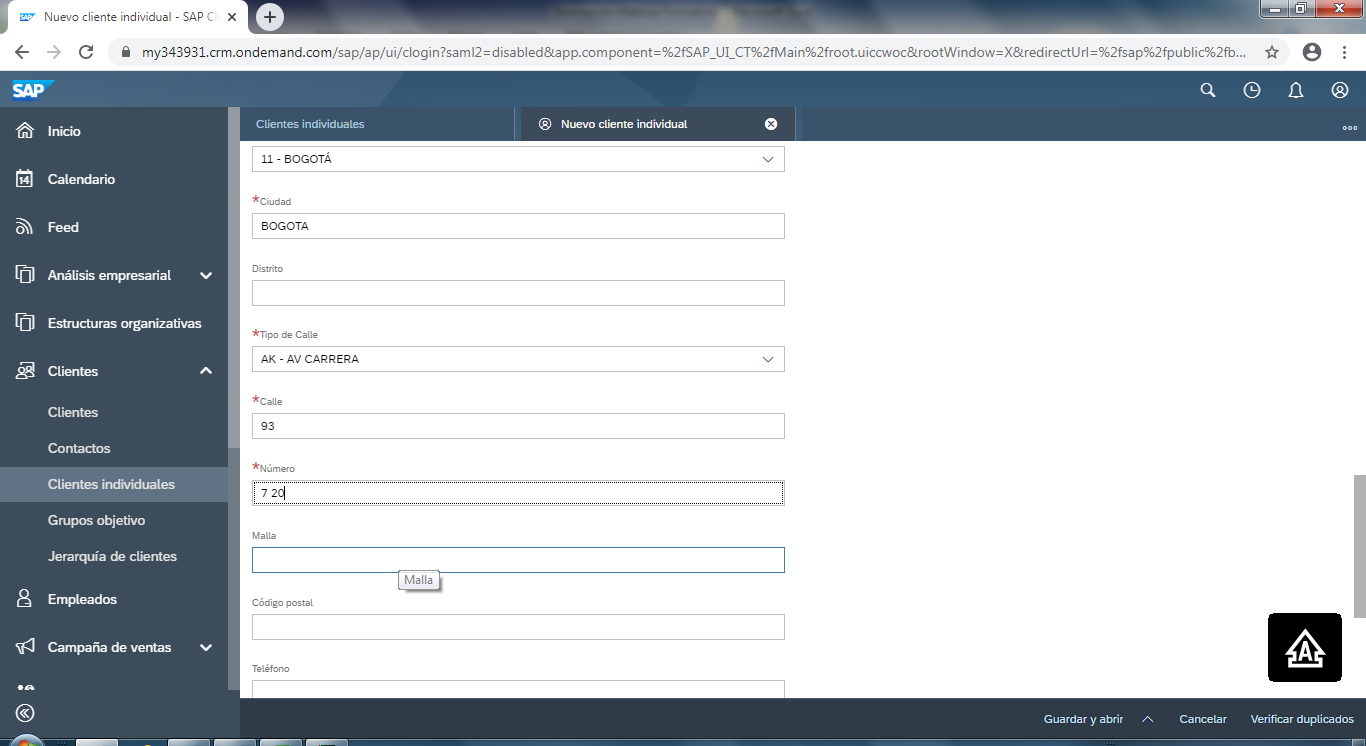 Nuevo cliente individual - SAP Cl
my343931.crm.ondemand.com/sap/ap/ui/clogin?saml2=disabled&app.component=%2fSAP_UI_CT%2fMain%2froot.uiccwoc&rootWindow=X&redirectUrl=%2fsap%2fpublic%2fb...
SAP
Inicio
14
Calendario
Feed
Análisis empresarial
Estructuras organizativas
Clientes
Clientes
Contactos
Clientes individuales
Grupos objetivo
Jerarquía de clientes
Empleados
Campaña de ventas
Clientes individuales
Nuevo cliente individual
11 - BOGOTÁ
*Ciudad
BOGOTA
Distrito
*Tipo de Calle
AK - AV CARRERA
*Calle
93
*Número
7 20
Malla
Malla
Código postal
Teléfono
A
Guardar y abrir
Cancelar
Verificar duplicados